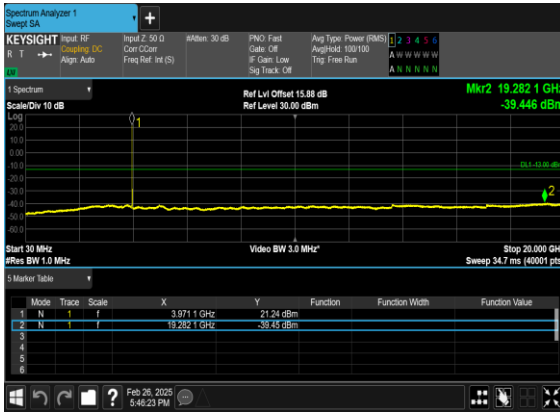 Spectrum Analyzer 1
Swept SA
+
KEYSIGHT
R T
LXI
Input: RF
Coupling: DC
Align: Auto
Input Z: 50 Ω
Corr CCorr
Freq Ref: Int (S)
#Atten: 30 dB
PNO: Fast
Gate: Off
IF Gain: Low
Sig Track: Off
Avg Type: Power (RMS)
Avg|Hold: 100/100
Trig: Free Run
1 2 3 4 5 6
A W W W W W
A N N N N N
1 Spectrum
Scale/Div 10 dB
Ref Lvl Offset 15.88 dB
Ref Level 30.00 dBm
Mkr2 19.282 1 GHz
-39.446 dBm
Log
20.0
10.0
0.00
-10.0
-20.0
-30.0
-40.0
-50.0
-60.0
1
DL1 -13.00 dBm
2
Start 30 MHz
#Res BW 1.0 MHz
Video BW 3.0 MHz*
Stop 20.000 GHz
Sweep 34.7 ms (40001 pts)
5 Marker Table
Mode Trace Scale X Y Function Function Width Function Value
1 N 1 f 3.971 1 GHz 21.24 dBm
2 N 1 f 19.282 1 GHz -39.45 dBm
3
4
5
6
?
Feb 26, 2025
5:46:23 PM